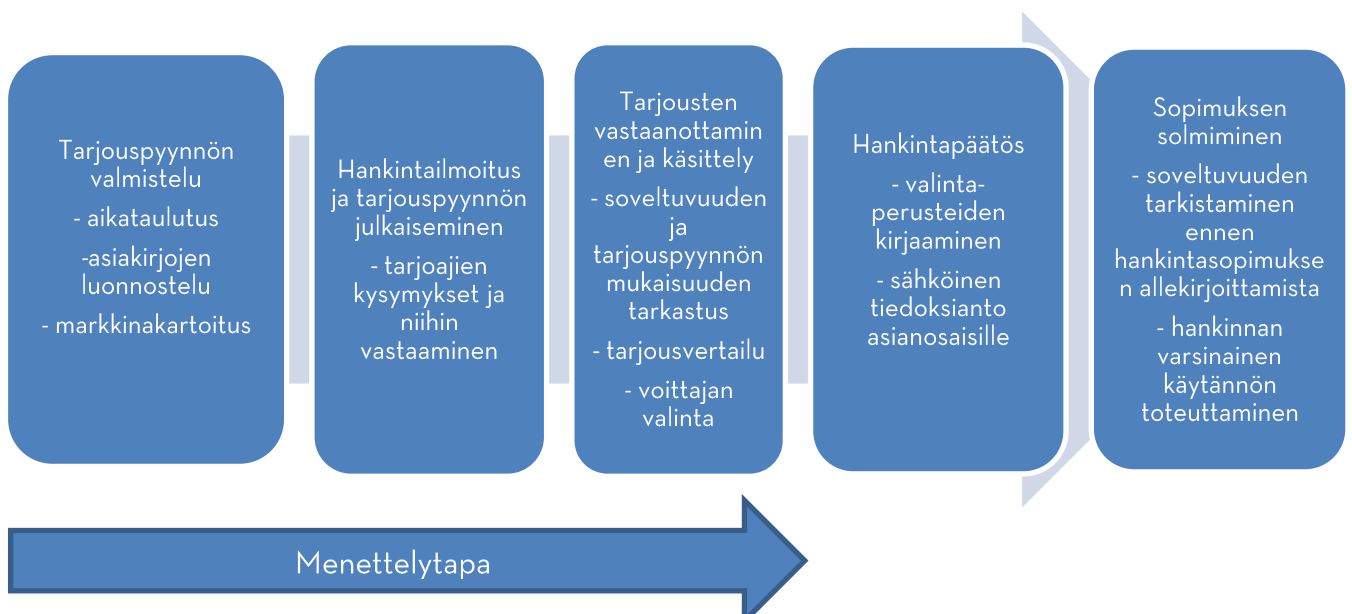 Tarjouspyynnön
valmistelu
- aikataulutus
-asiakirjojen
luonnostelu
- markkinakartoitus
Hankintailmoitus
ja tarjouspyynnön
julkaiseminen
- tarjoajien
kysymykset ja
niihin
vastaaminen
Tarjousten
vastaanottamin
en ja käsittely
- soveltuvuuden
ja
tarjouspyynnön
mukaisuuden
tarkastus
- tarjousvertailu
- voittajan
valinta
Hankintapäätös
- valinta-
perusteiden
kirjaaminen
- sähköinen
tiedoksianto
asianosaisille
Sopimuksen
solmiminen
- soveltuvuuden
tarkistaminen
ennen
hankintasopimukse
n allekirjoittamista
- hankinnan
varsinainen
käytännön
toteuttaminen
Menettelytapa